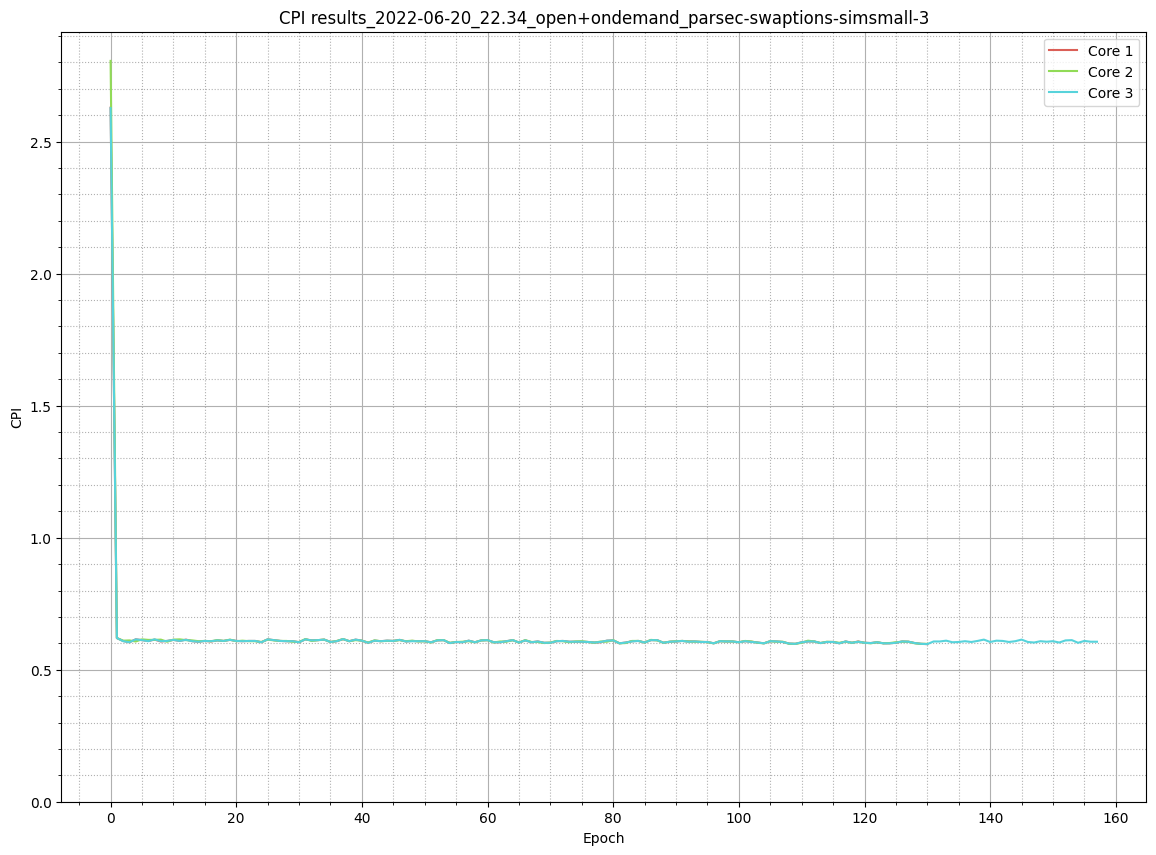 CPI results_2022-06-20_22.34_open+ondemand_parsec-swaptions-simsmall-3
Core 1
Core 2
Core 3
2.5
2.0
1.5
1.0
0.5
0.0
CPI
0 20 40 60 80 100 120 140 160
Epoch